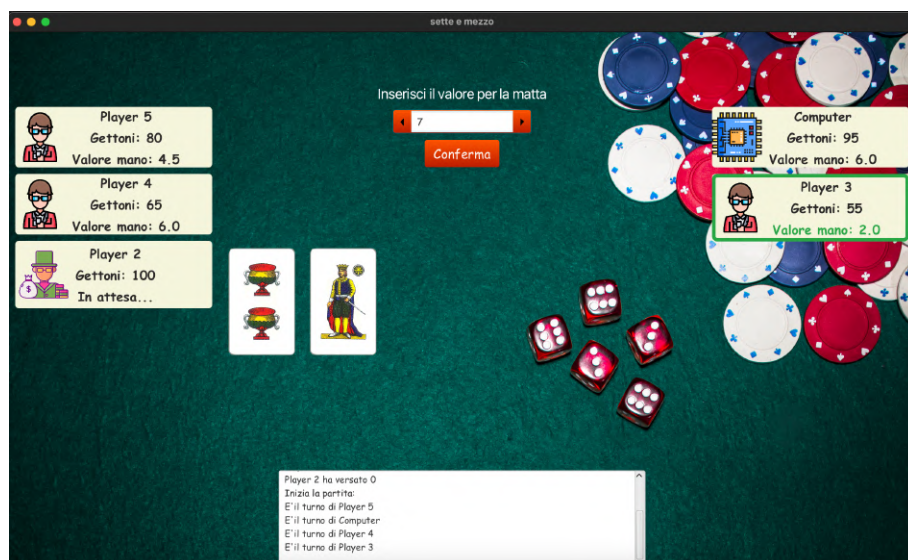 sette e mezzo
Inserisci il valore per la matta
7
Conferma
Player 5
Gettoni: 80
Valore mano: 4.5
Player 4
Gettoni: 65
Valore mano: 6.0
Player 2
Gettoni: 100
In attesa...
Computer
Gettoni: 95
Valore mano: 6.0
Player 3
Gettoni: 55
Valore mano: 2.0
Player 2 ha versato 0
Inizia la partita:
E'il turno di Player 5
E'il turno di Computer
E'il turno di Player 4
E'il turno di Player 3